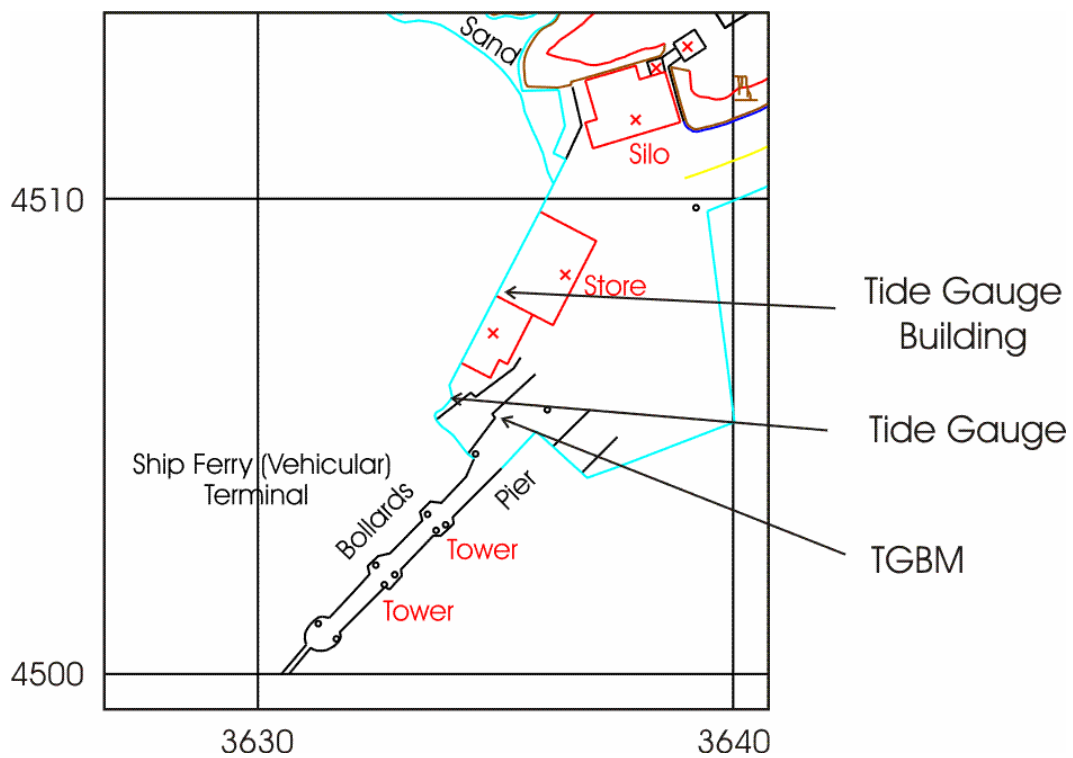 Sand
Silo
4510
Store
Tide Gauge
Building
Tide Gauge
Ship Ferry (Vehicular)
Terminal
Bollards
Pier
Tower
TGBM
Tower
4500
3630
3640